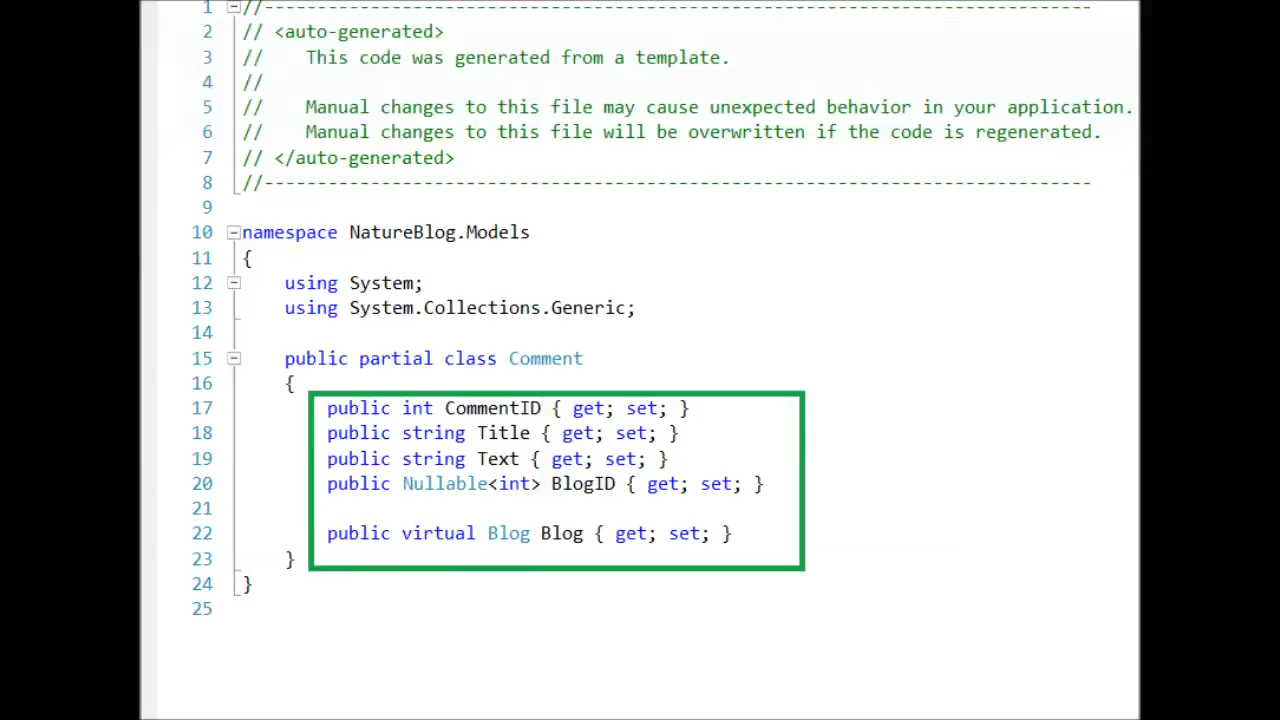 1 //------------------------------------------------------------------------------
2 // <auto-generated>
3 //    This code was generated from a template.
4 //
5 //    Manual changes to this file may cause unexpected behavior in your application.
6 //    Manual changes to this file will be overwritten if the code is regenerated.
7 // </auto-generated>
8 //------------------------------------------------------------------------------
9
10 namespace NatureBlog.Models
11 {
12     using System;
13     using System.Collections.Generic;
14
15     public partial class Comment
16     {
17         public int CommentID { get; set; }
18         public string Title { get; set; }
19         public string Text { get; set; }
20         public Nullable<int> BlogID { get; set; }
21
22         public virtual Blog Blog { get; set; }
23     }
24 }
25